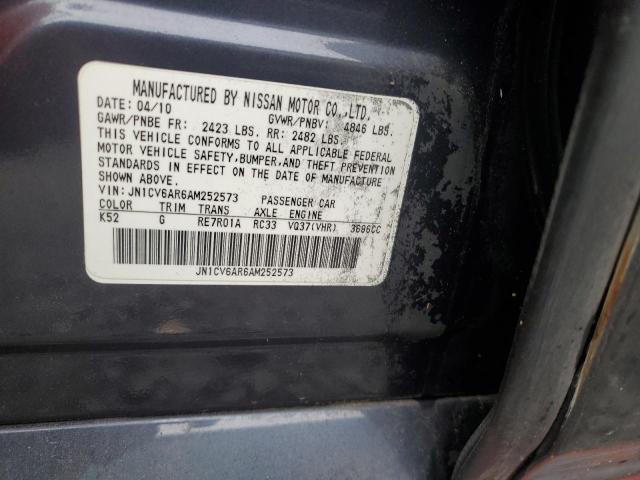 MANUFACTURED BY NISSAN MOTOR CO.,LTD.
DATE: 04/10 GVWR/PNBV: 4846 LBS.
GAWR/PNBE FR: 2423 LBS. RR: 2482 LBS.
THIS VEHICLE CONFORMS TO ALL APPLICABLE FEDERAL
MOTOR VEHICLE SAFETY,BUMPER,AND THEFT PREVENTION
STANDARDS IN EFFECT ON THE DATE OF MANUFACTURE
SHOWN ABOVE.
VIN: JN1CV6AR6AM252573 PASSENGER CAR
COLOR TRIM TRANS AXLE ENGINE
K52 G RE7R01A RC33 VQ37(VHR) 3696CC
JN1CV6AR6AM252573